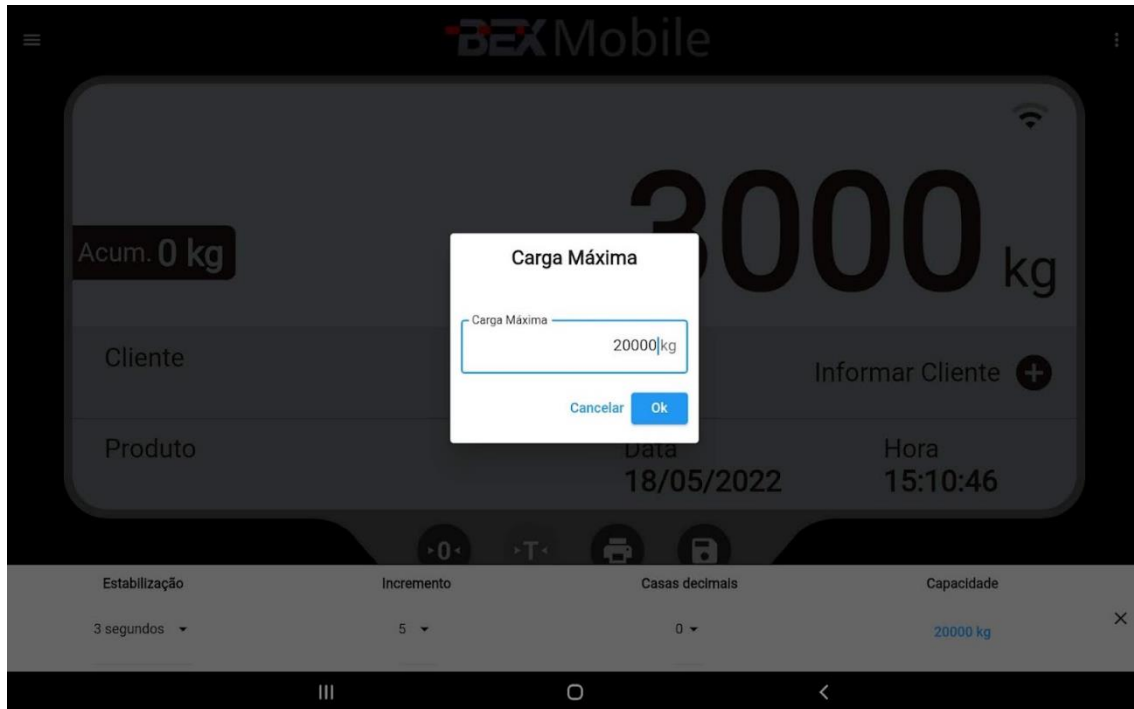 BEX Mobile
3000 kg
Acum. 0 kg
Carga Máxima
Carga Máxima
20000 kg
Cancelar Ok
Cliente
Informar Cliente
Produto
Data
Hora
18/05/2022
15:10:46
0 T
Estabilização Incremento Casas decimais Capacidade
3 segundos 5 0 20000 kg